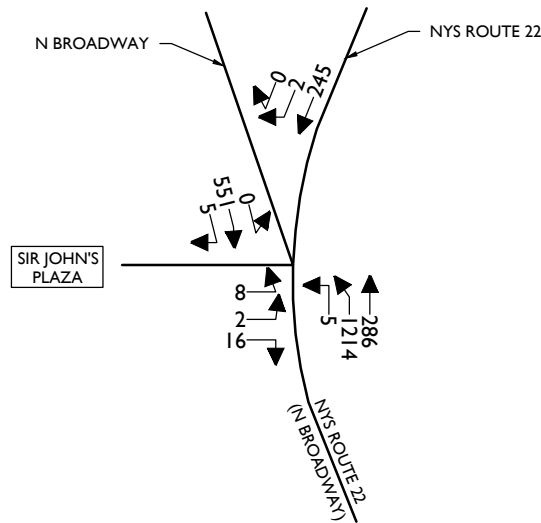 N BROADWAY
NYS ROUTE 22
0
2
245
5
551
0
SIR JOHN'S
PLAZA
8
2
16
5
1214
286
NYS ROUTE 22
(N BROADWAY)